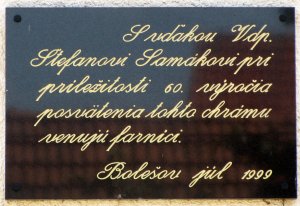 S vďakou Vdp.
Štefanovi Samákovi pri
príležitosti 60. výročia
posvätenia tohto chrámu
venujú farníci.
Bolešov júl 1999